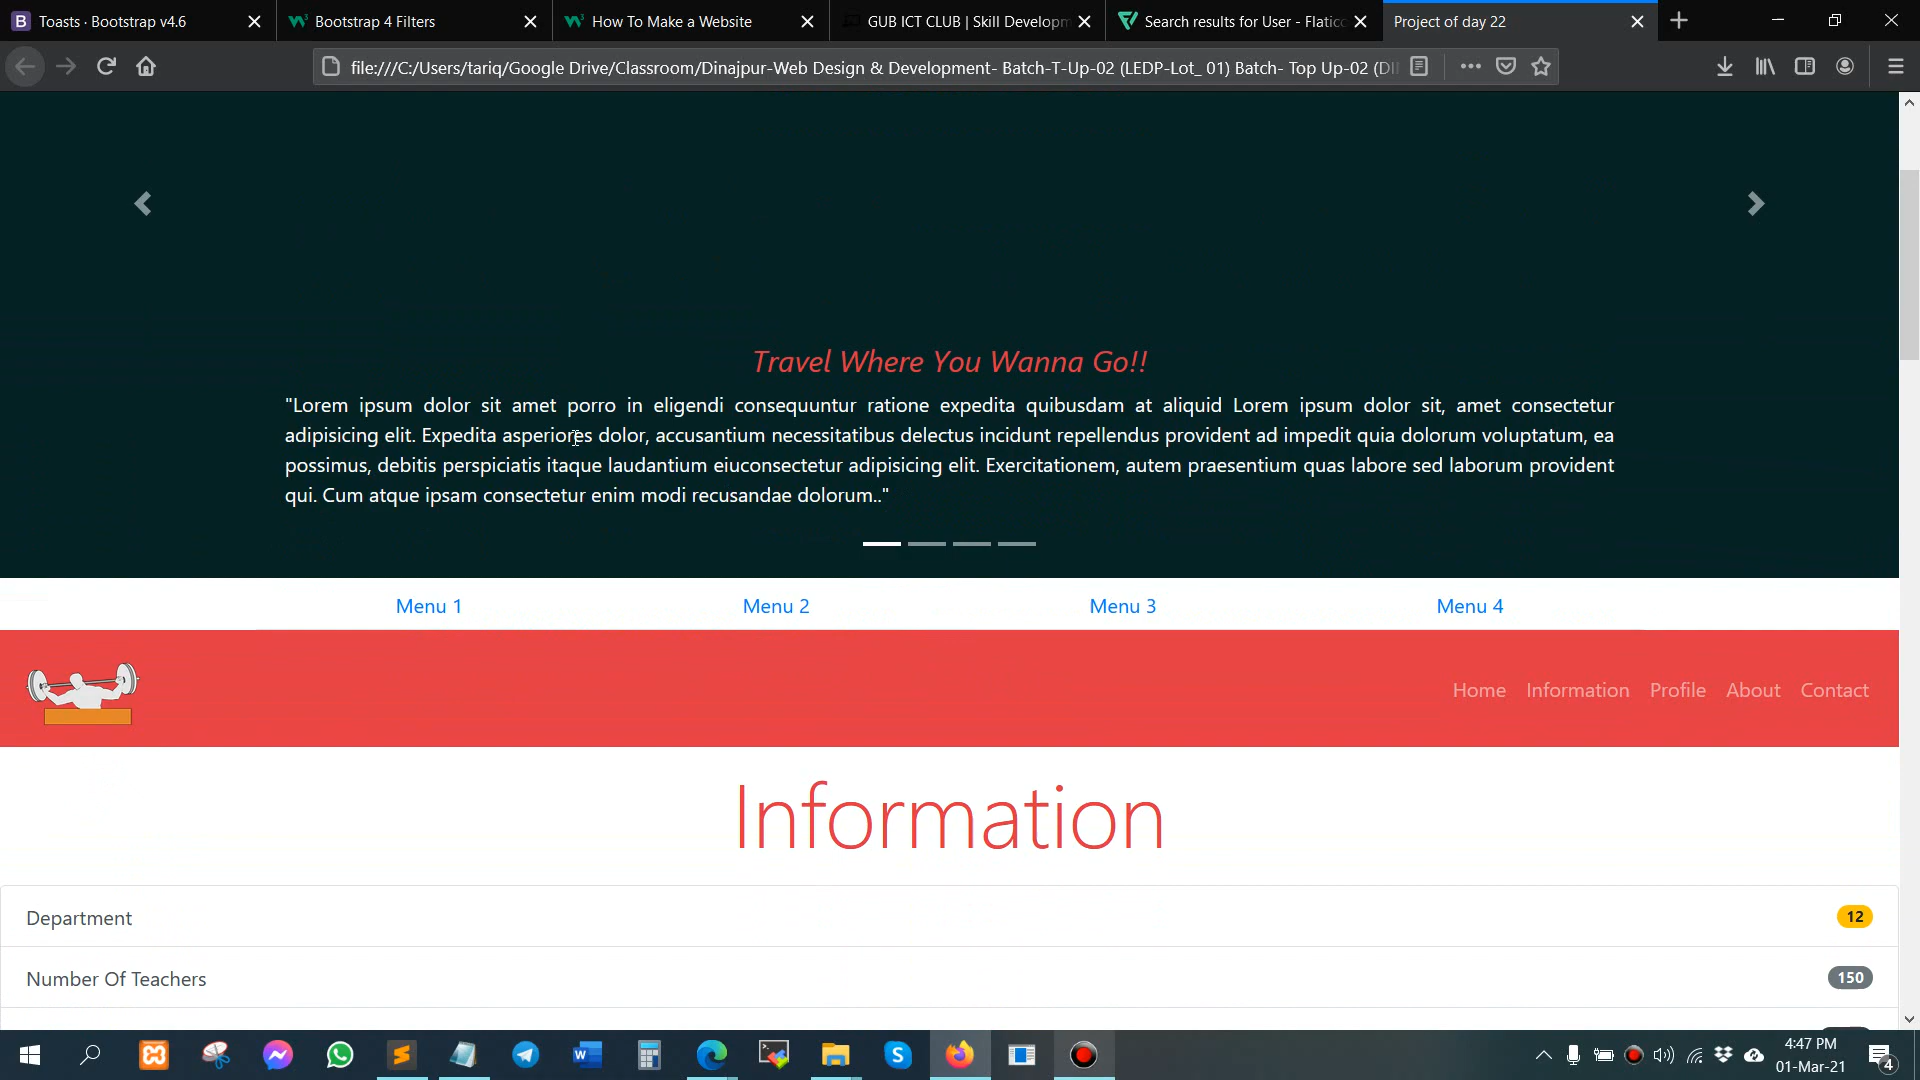 Toasts · Bootstrap v4.6
Bootstrap 4 Filters
How To Make a Website
GUB ICT CLUB | Skill Developm
Search results for User - Flatic
Project of day 22
file:///C:/Users/tariq/Google Drive/Classroom/Dinajpur-Web Design & Development- Batch-T-Up-02 (LEDP-Lot_ 01) Batch- Top Up-02 (DI
Travel Where You Wanna Go!!
"Lorem ipsum dolor sit amet porro in eligendi consequuntur ratione expedita quibusdam at aliquid Lorem ipsum dolor sit, amet consectetur
adipisicing elit. Expedita asperiores dolor, accusantium necessitatibus delectus incidunt repellendus provident ad impedit quia dolorum voluptatum, ea
possimus, debitis perspiciatis itaque laudantium eiuconsectetur adipisicing elit. Exercitationem, autem praesentium quas labore sed laborum provident
qui. Cum atque ipsam consectetur enim modi recusandae dolorum.."
Menu 1
Menu 2
Menu 3
Menu 4
Home
Information
Profile
About
Contact
Information
Department
12
Number Of Teachers
150
4:47 PM
01-Mar-21
4